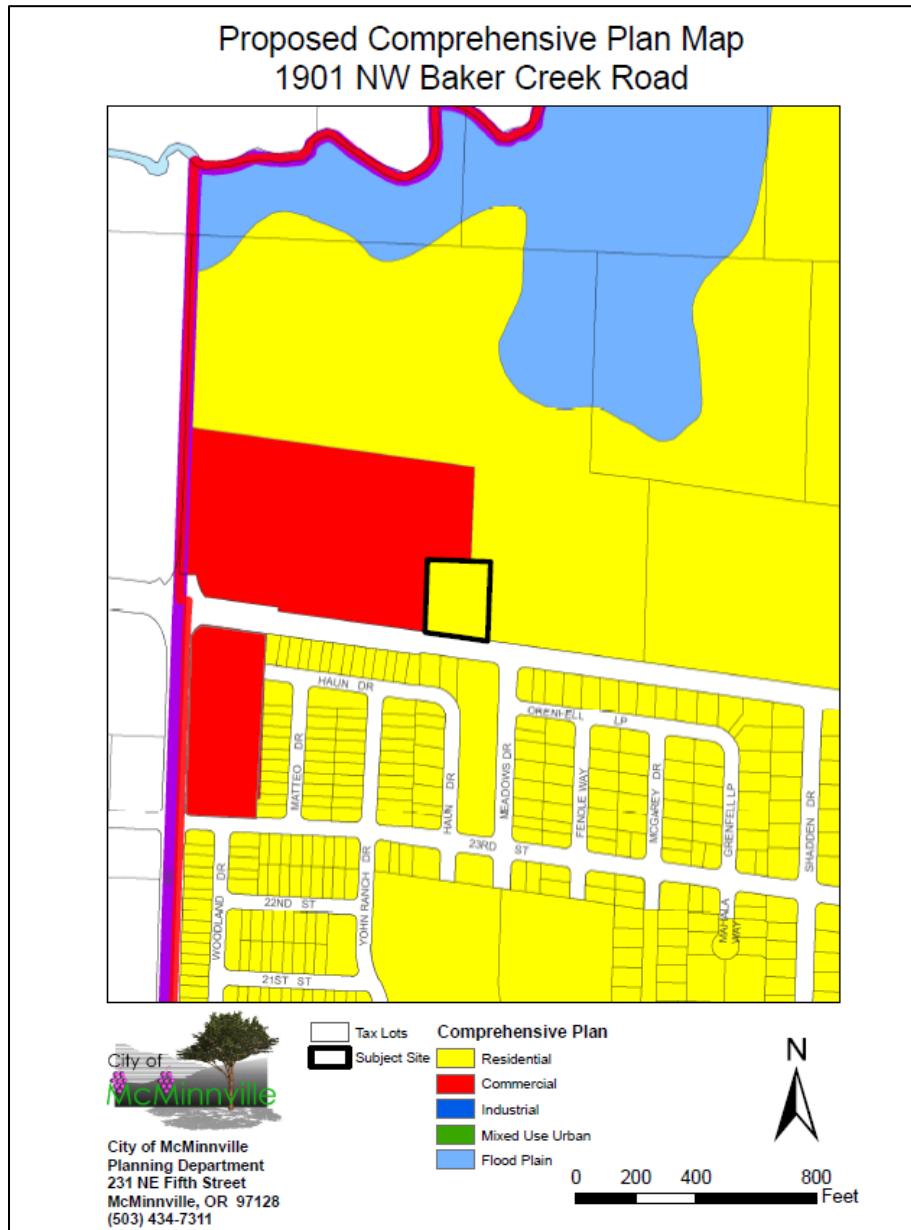 Proposed Comprehensive Plan Map
1901 NW Baker Creek Road
HAUN DR
MATTEO DR
HAUN DR
MEADOWS DR
GRENFELL LP
FENDLE WAY
MCGAREY DR
GRENFELL LP
SHADDEN DR
23RD ST
WOODLAND DR
22ND ST
YOHN RANCH DR
MAHALA WAY
21ST ST
City of
McMinnville
City of McMinnville
Planning Department
231 NE Fifth Street
McMinnville, OR 97128
(503) 434-7311
Tax Lots
Subject Site
Comprehensive Plan
Residential
Commercial
Industrial
Mixed Use Urban
Flood Plain
N
0 200 400 800
Feet